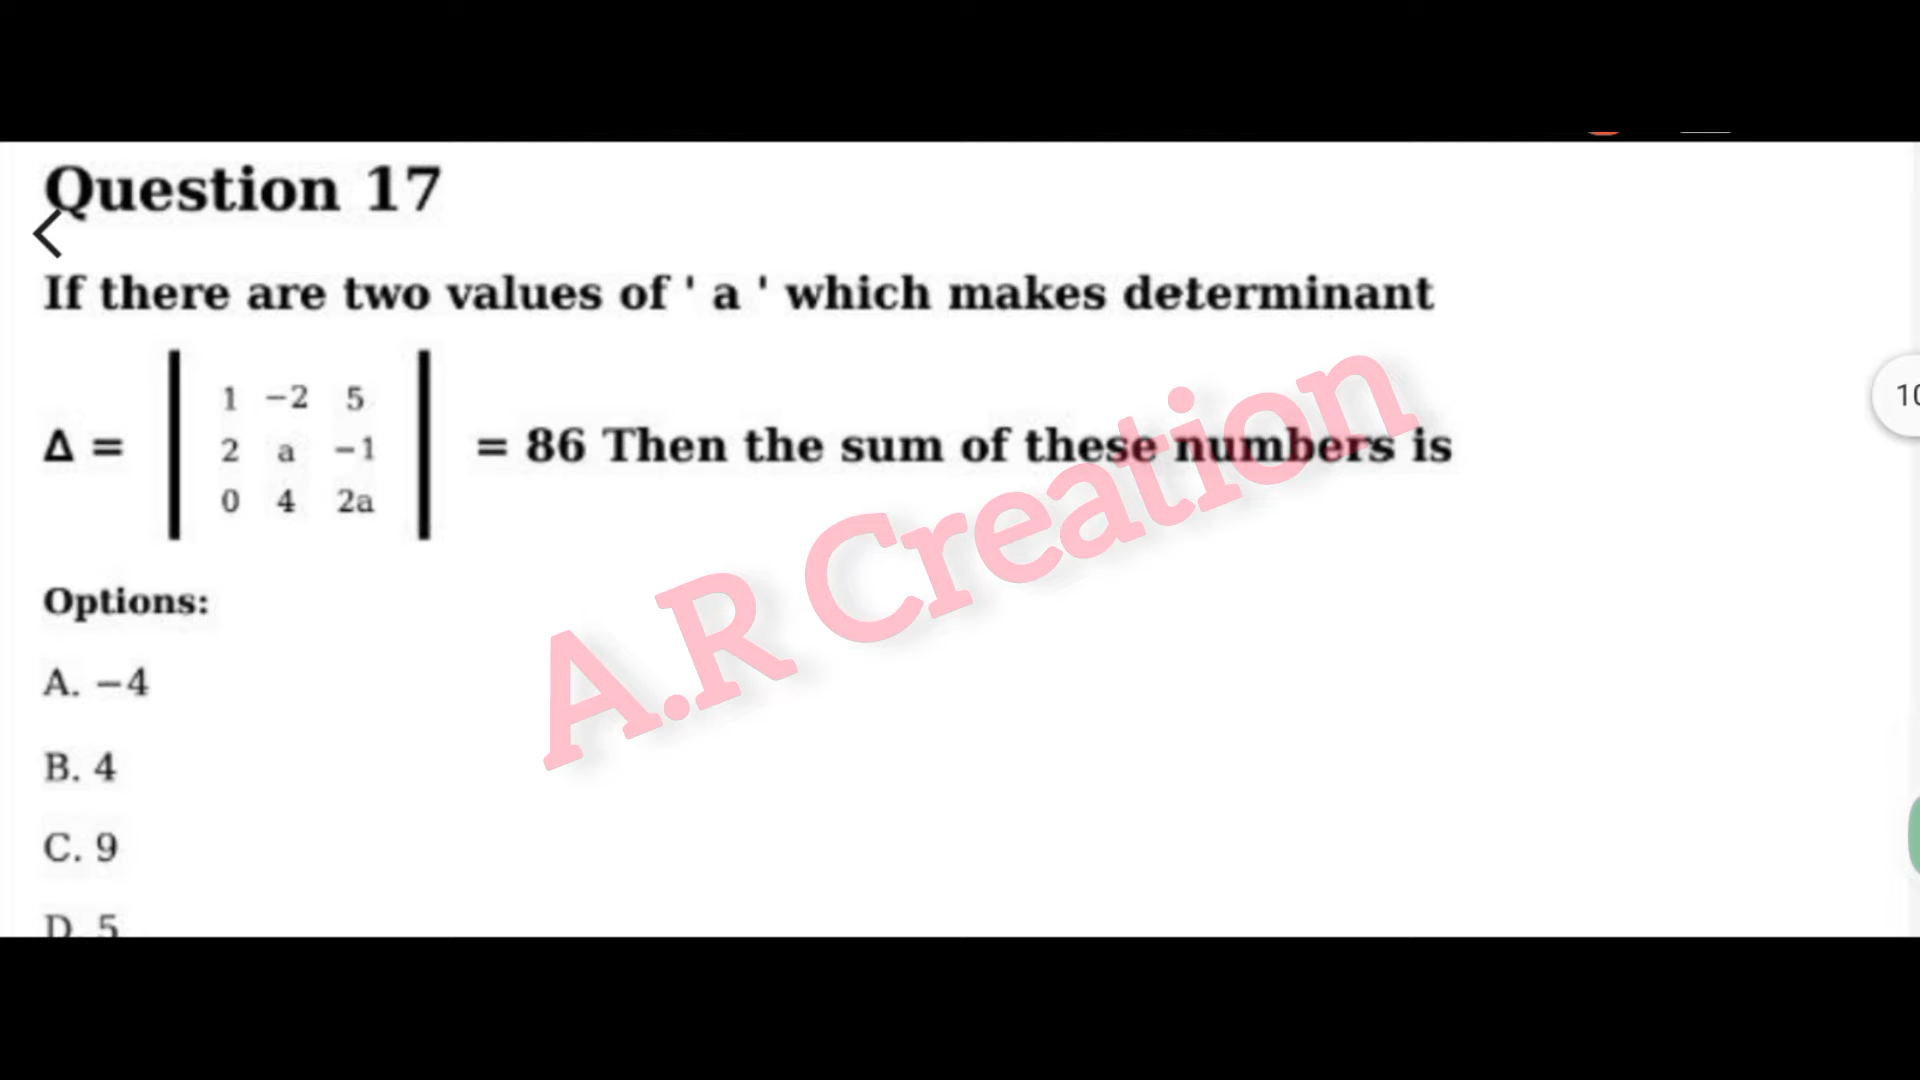 Question 17
If there are two values of ' a ' which makes determinant
Δ = | 1 −2 5 |
| 2 a −1 | = 86 Then the sum of these numbers is
| 0 4 2a |
Options:
A. −4
B. 4
C. 9
D. 5
A.R Creation
10